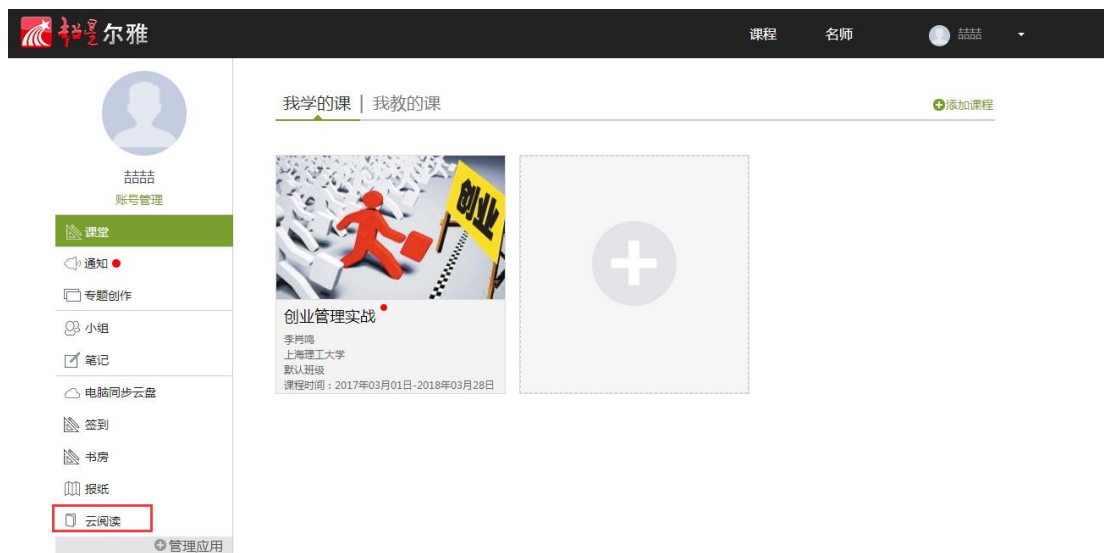 超星尔雅
课程
名师
喆喆
我学的课 | 我教的课
添加课程
喆喆
账号管理
课堂
通知
专题创作
小组
笔记
电脑同步云盘
签到
书房
报纸
云阅读
管理应用
创业
创业管理实战
李肖鸣
上海理工大学
默认班级
课程时间：2017年03月01日-2018年03月28日